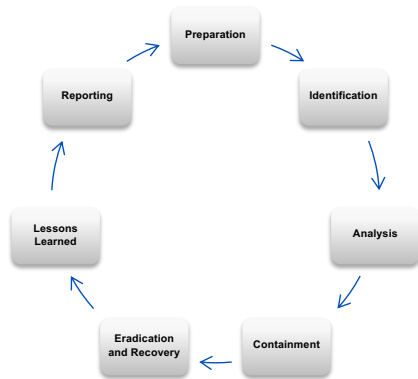 Preparation
Identification
Analysis
Containment
Eradication
and Recovery
Lessons
Learned
Reporting